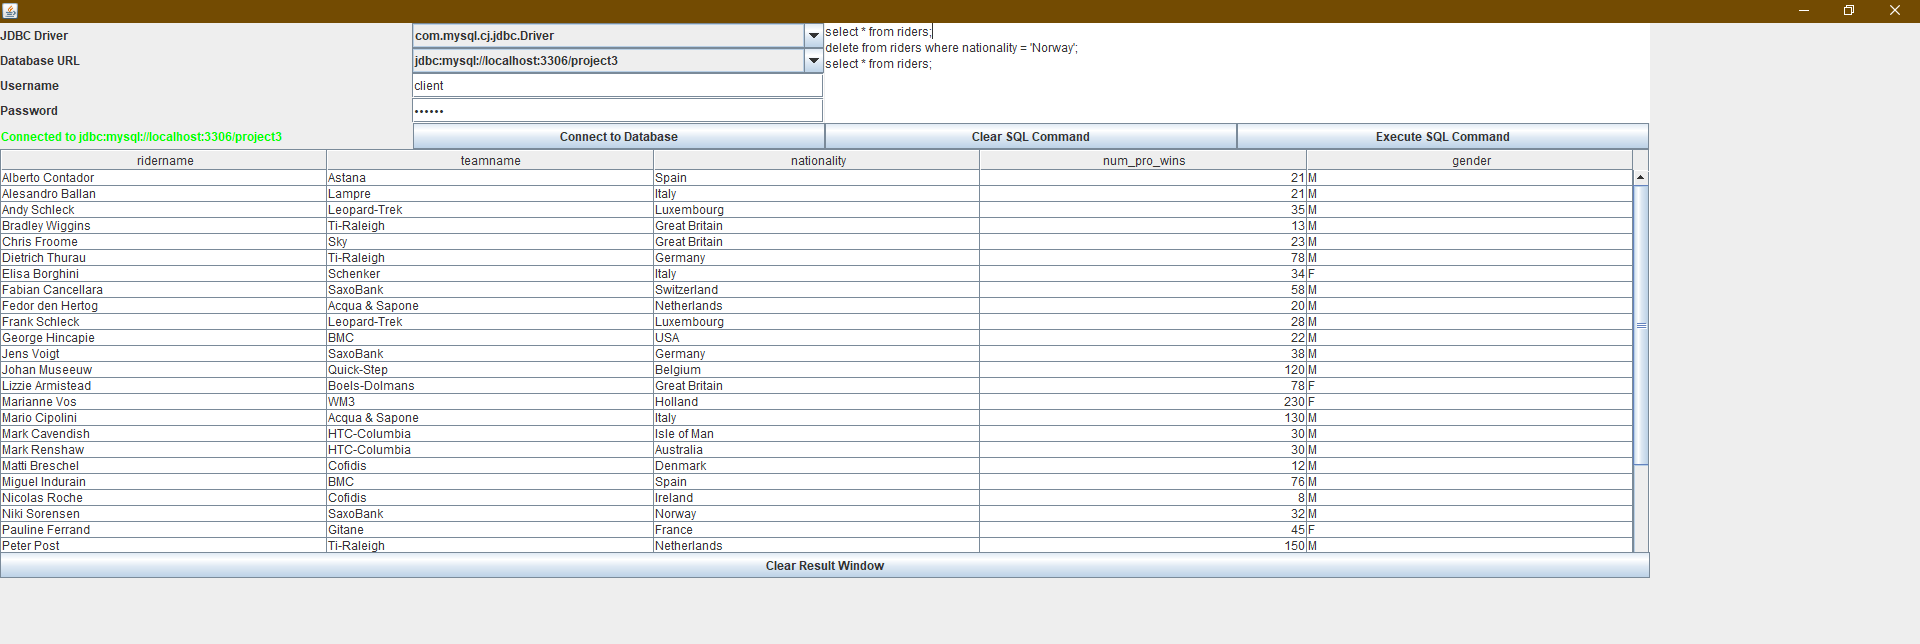 JDBC Driver com.mysql.cj.jdbc.Driver select * from riders;
delete from riders where nationality = 'Norway';
Database URL jdbc:mysql://localhost:3306/project3 select * from riders;
Username client
Password ••••••
Connected to jdbc:mysql://localhost:3306/project3 Connect to Database Clear SQL Command Execute SQL Command
ridername teamname nationality num_pro_wins gender
Alberto Contador Astana Spain 21 M
Alesandro Ballan Lampre Italy 21 M
Andy Schleck Leopard-Trek Luxembourg 35 M
Bradley Wiggins Ti-Raleigh Great Britain 13 M
Chris Froome Sky Great Britain 23 M
Dietrich Thurau Ti-Raleigh Germany 78 M
Elisa Borghini Schenker Italy 34 F
Fabian Cancellara SaxoBank Switzerland 58 M
Fedor den Hertog Acqua & Sapone Netherlands 20 M
Frank Schleck Leopard-Trek Luxembourg 28 M
George Hincapie BMC USA 22 M
Jens Voigt SaxoBank Germany 38 M
Johan Museeuw Quick-Step Belgium 120 M
Lizzie Armistead Boels-Dolmans Great Britain 78 F
Marianne Vos WM3 Holland 230 F
Mario Cipolini Acqua & Sapone Italy 130 M
Mark Cavendish HTC-Columbia Isle of Man 30 M
Mark Renshaw HTC-Columbia Australia 30 M
Matti Breschel Cofidis Denmark 12 M
Miguel Indurain BMC Spain 76 M
Nicolas Roche Cofidis Ireland 8 M
Niki Sorensen SaxoBank Norway 32 M
Pauline Ferrand Gitane France 45 F
Peter Post Ti-Raleigh Netherlands 150 M
Clear Result Window